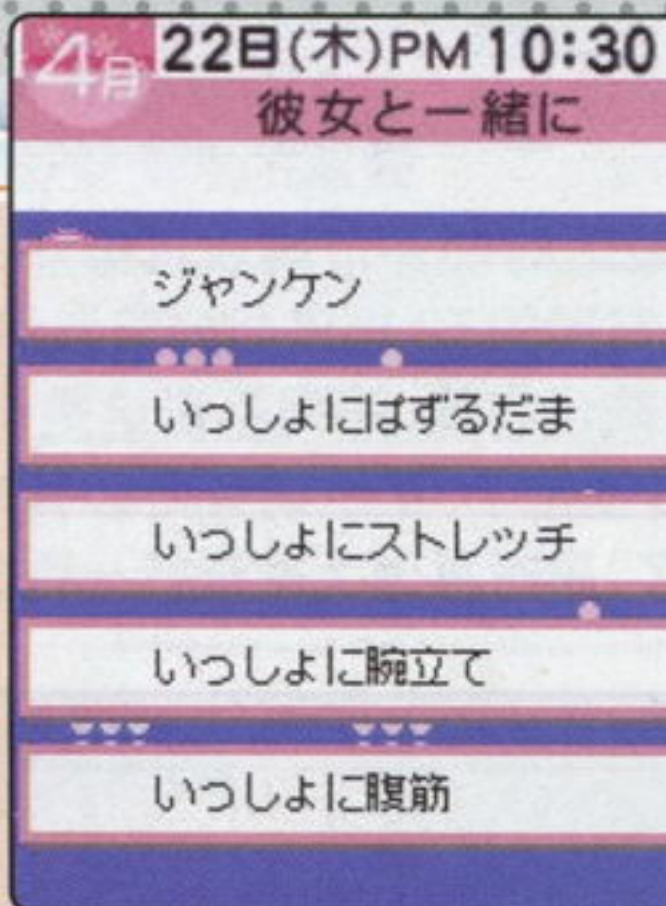 4月 22日(木)PM 10:30
彼女と一緒に
ジャンケン
いっしょにぱずるだま
いっしょにストレッチ
いっしょに腕立て
いっしょに腹筋